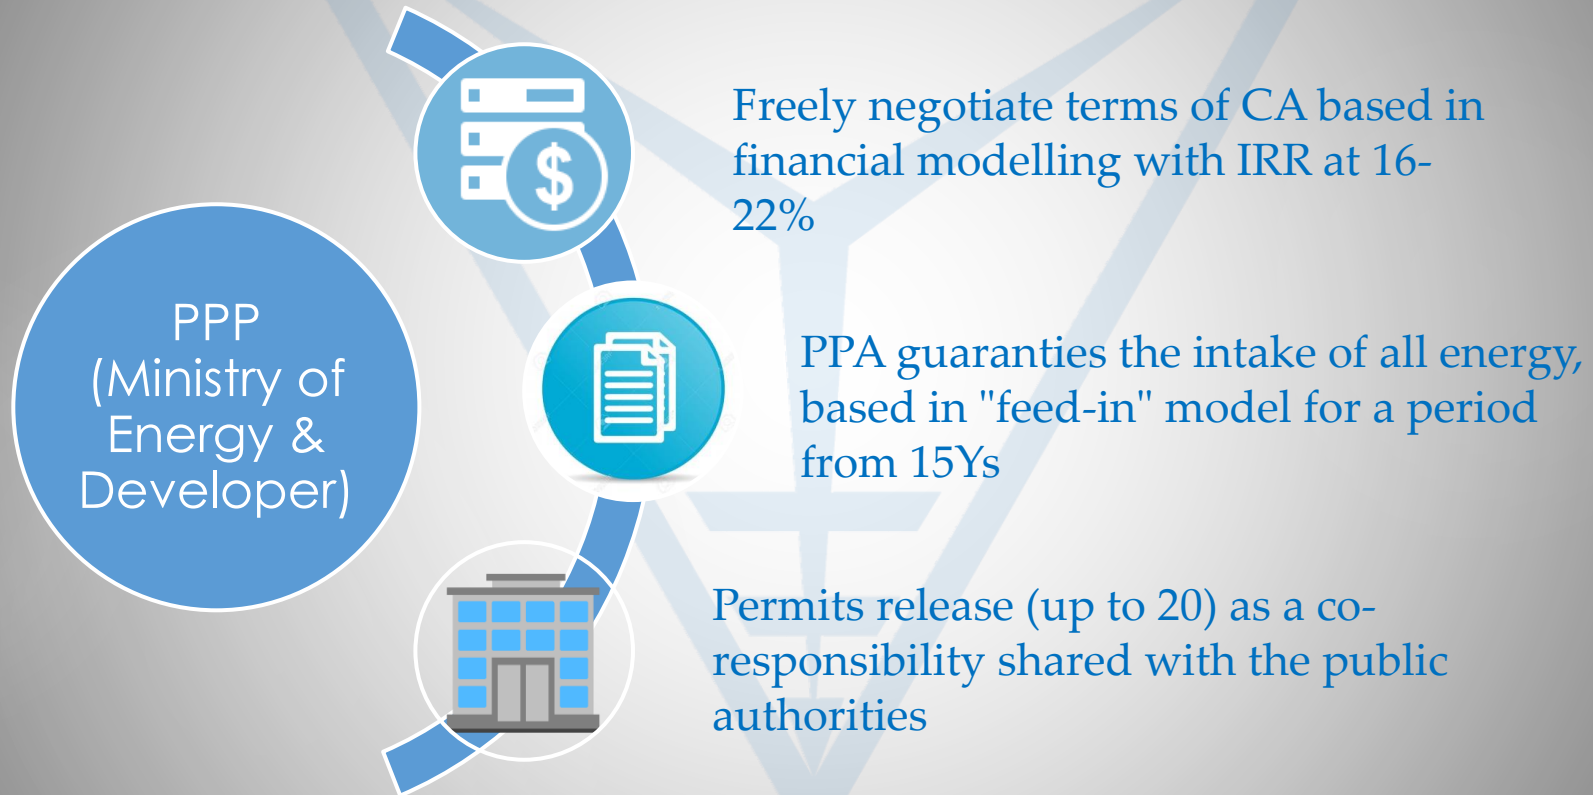 PPP
(Ministry of
Energy &
Developer)
$
Freely negotiate terms of CA based in
financial modelling with IRR at 16-
22%
PPA guaranties the intake of all energy,
based in "feed-in" model for a period
from 15Ys
Permits release (up to 20) as a co-
responsibility shared with the public
authorities